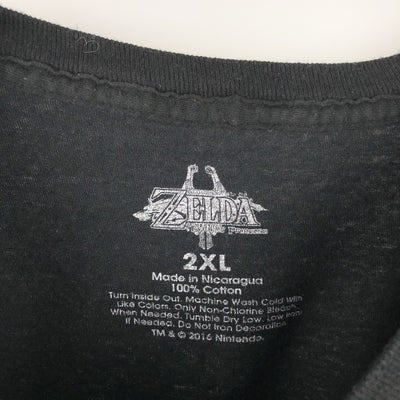 ZELDA
Princess
2XL
Made in Nicaragua
100% Cotton
Turn Inside Out. Machine Wash Cold With
Like Colors. Only Non-Chlorine Bleach
When Needed. Tumble Dry Low. Low Iron
If Needed. Do Not Iron Decoration
TM & © 2016 Nintendo.